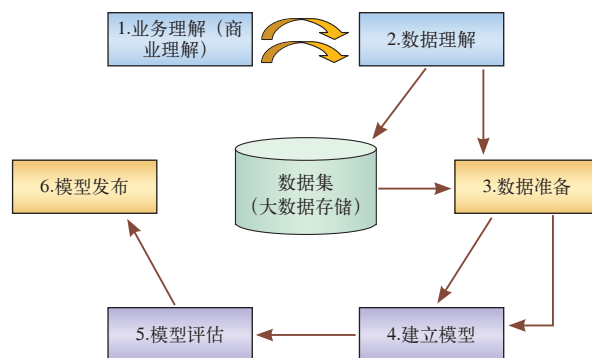 1.业务理解（商
业理解）
2.数据理解
数据集
（大数据存储）
6.模型发布
3.数据准备
5.模型评估
4.建立模型